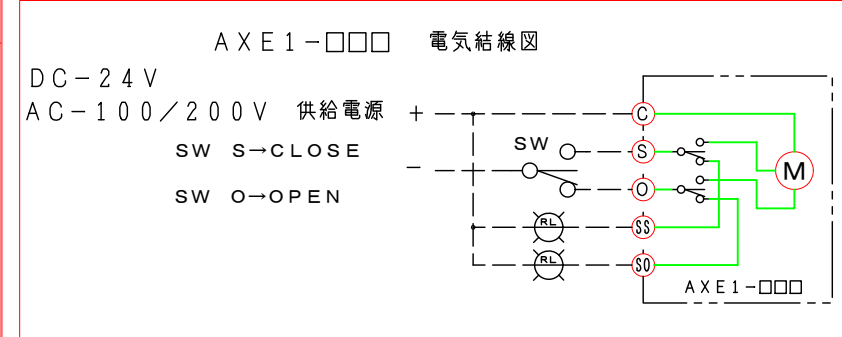 AXE1-□□□ 電気結線図
DC-24V
AC-100/200V 供給電源 +
-
SW S→CLOSE
SW O→OPEN
SW
C
S
O
SS
SO
RL
RL
M
AXE1-□□□